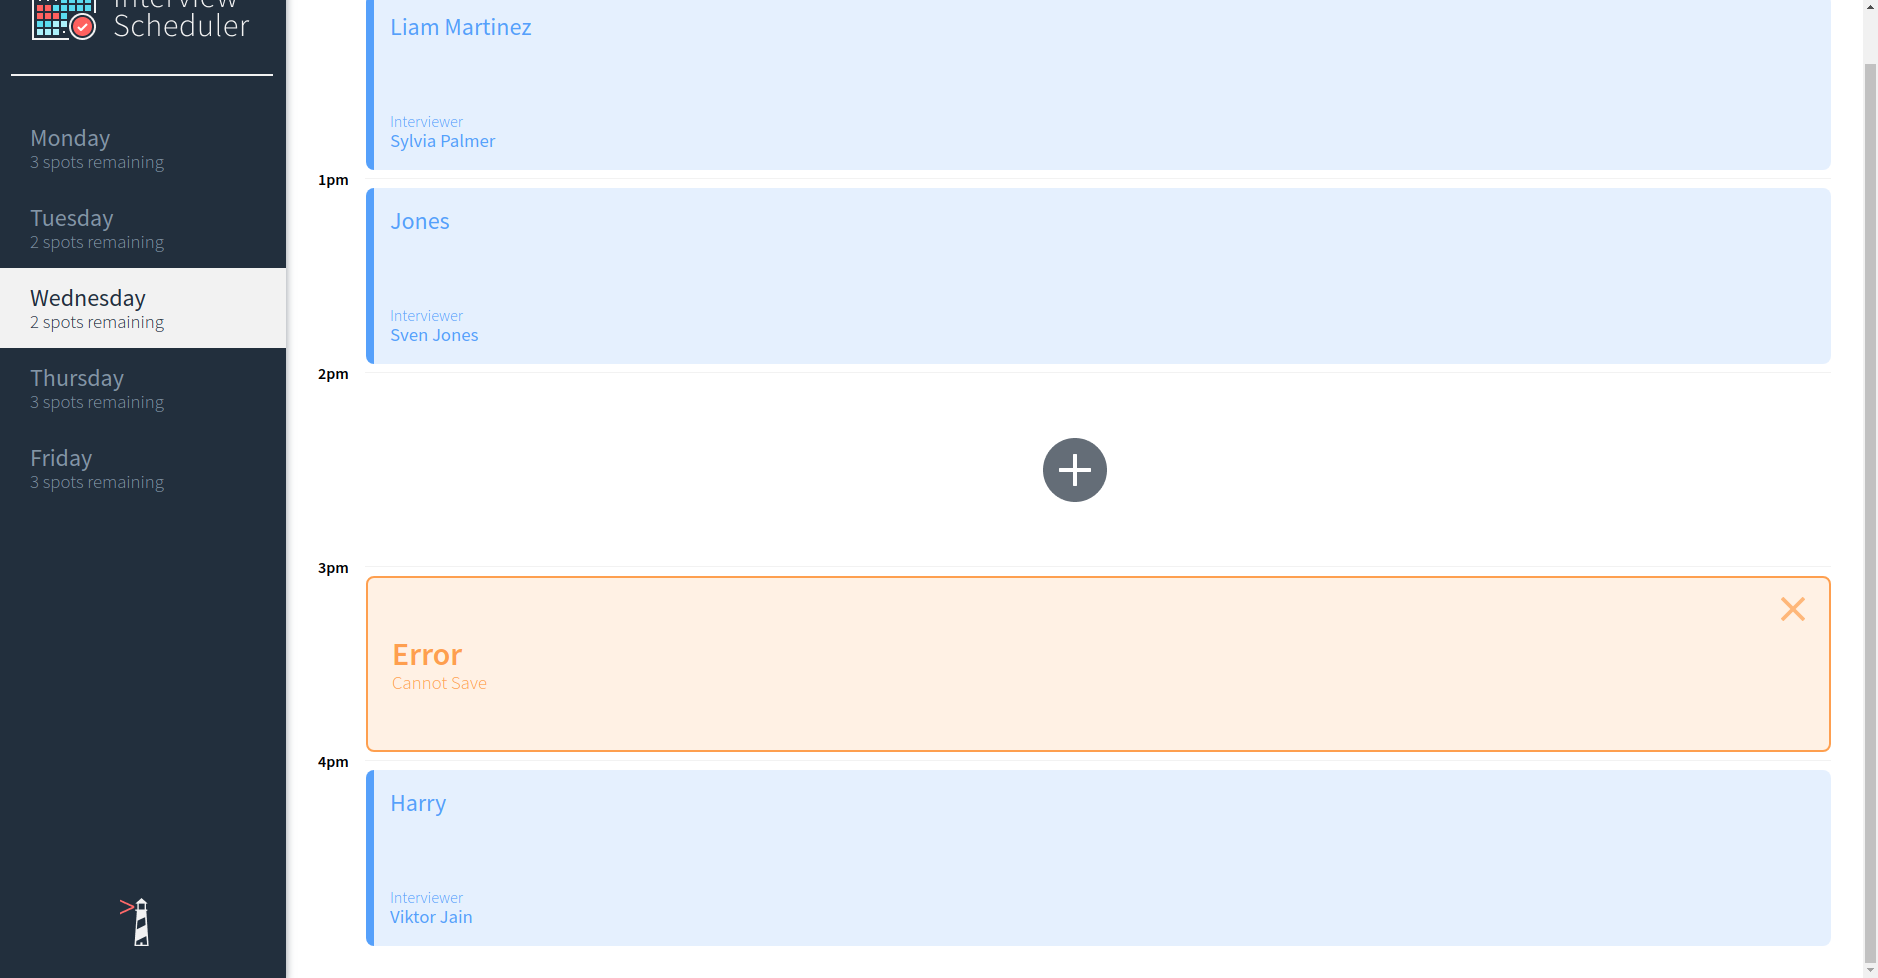 Interview
Scheduler
Monday
3 spots remaining
Tuesday
2 spots remaining
Wednesday
2 spots remaining
Thursday
3 spots remaining
Friday
3 spots remaining
Liam Martinez
Interviewer
Sylvia Palmer
1pm
Jones
Interviewer
Sven Jones
2pm
3pm
Error
Cannot Save
4pm
Harry
Interviewer
Viktor Jain